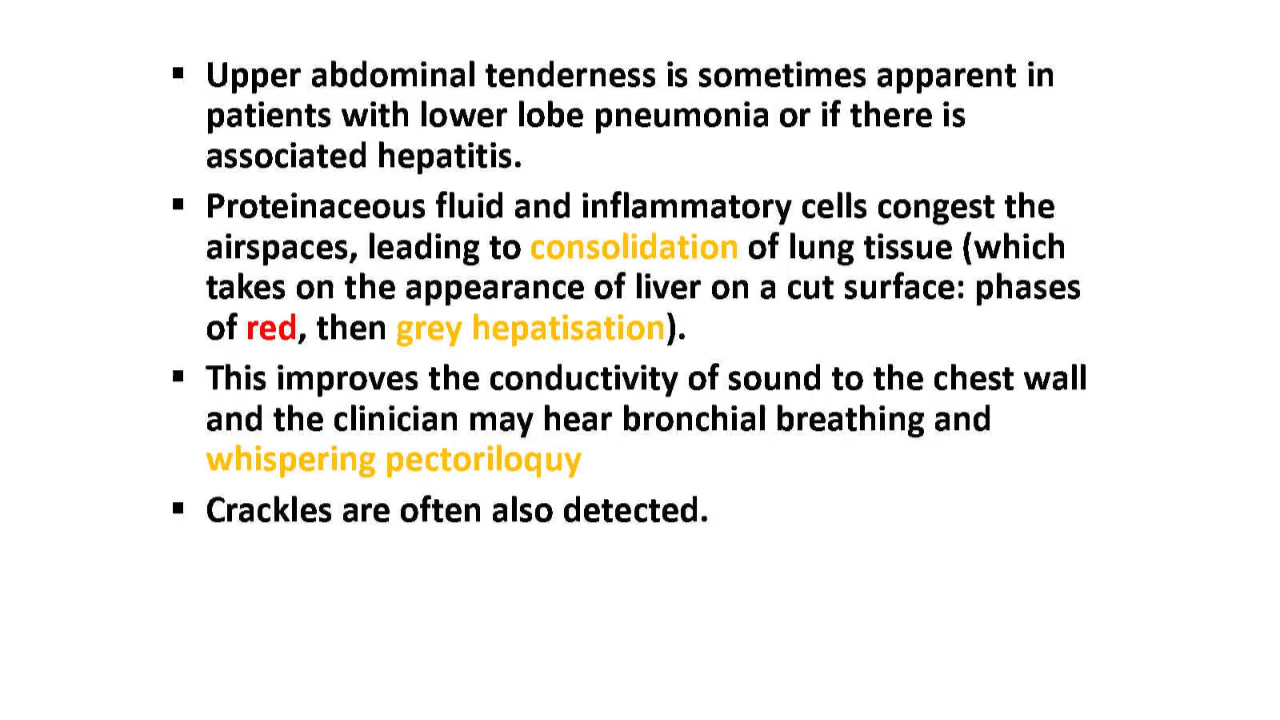 ▪ Upper abdominal tenderness is sometimes apparent in
patients with lower lobe pneumonia or if there is
associated hepatitis.
▪ Proteinaceous fluid and inflammatory cells congest the
airspaces, leading to consolidation of lung tissue (which
takes on the appearance of liver on a cut surface: phases
of red, then grey hepatisation).
▪ This improves the conductivity of sound to the chest wall
and the clinician may hear bronchial breathing and
whispering pectoriloquy
▪ Crackles are often also detected.